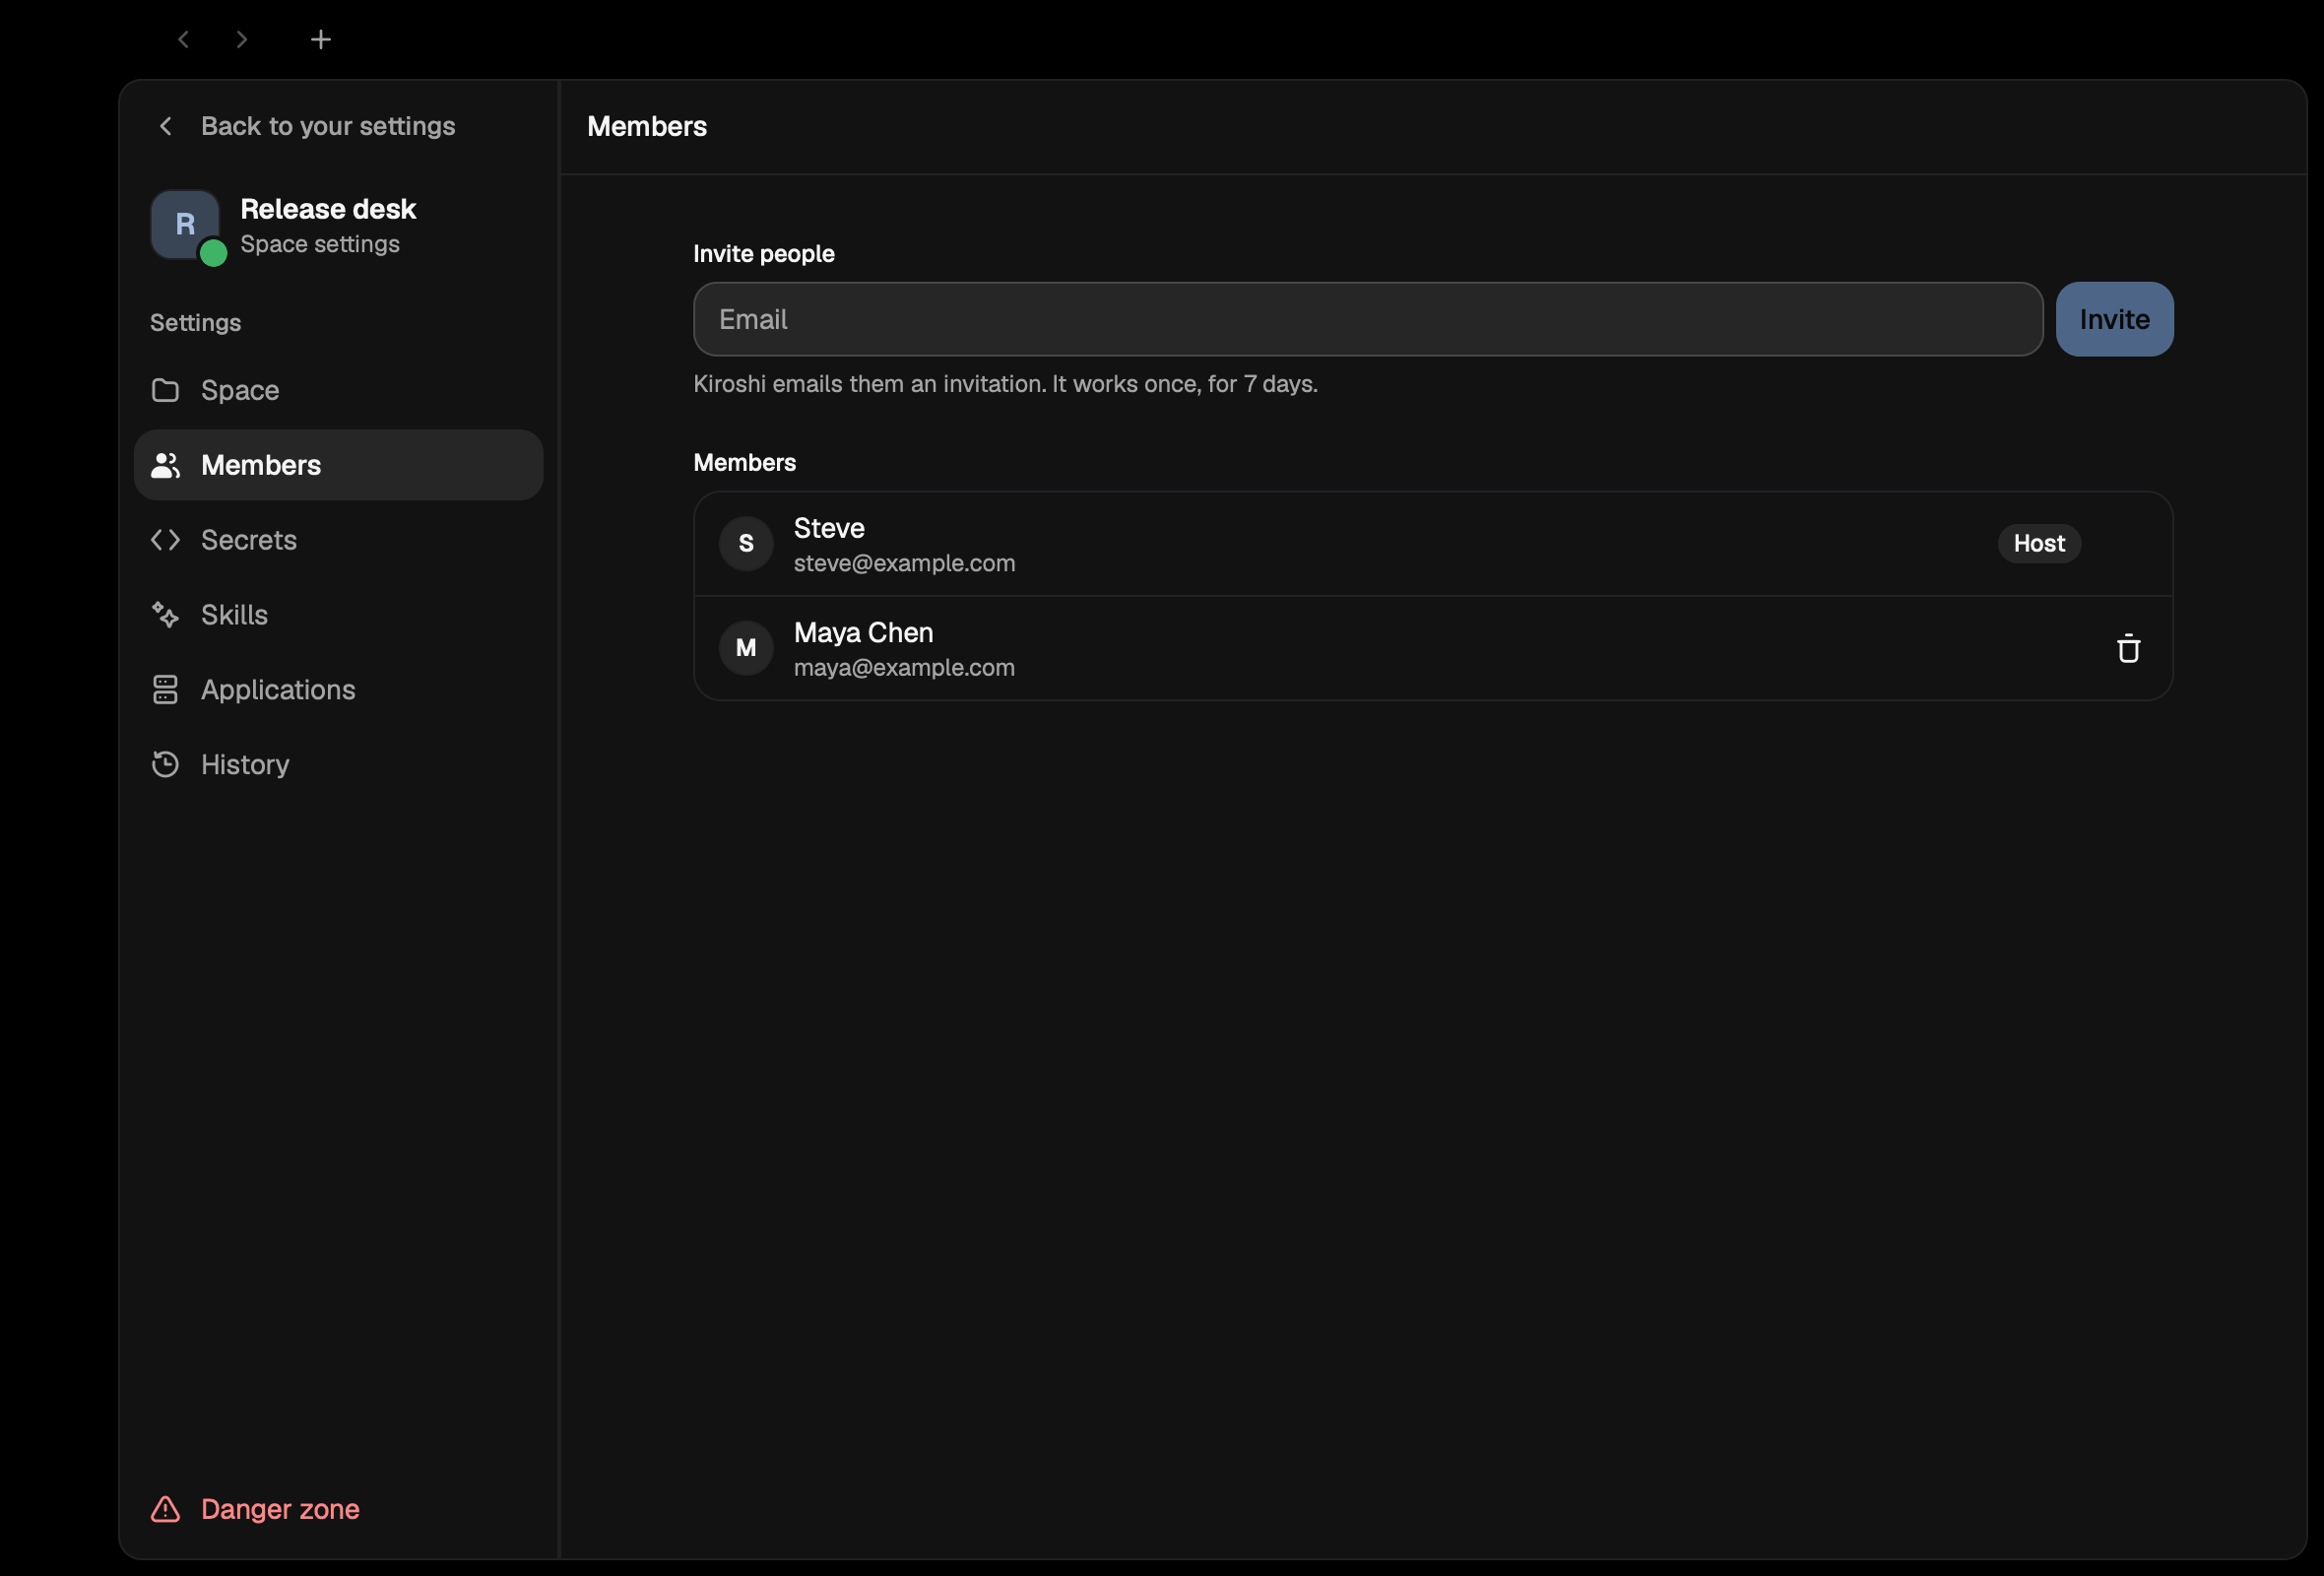 Back to your settings
R
Release desk
Space settings
Settings
Space
Members
Secrets
Skills
Applications
History
Danger zone
Members
Invite people
Email
Invite
Kiroshi emails them an invitation. It works once, for 7 days.
Members
S
Steve
steve@example.com
Host
M
Maya Chen
maya@example.com